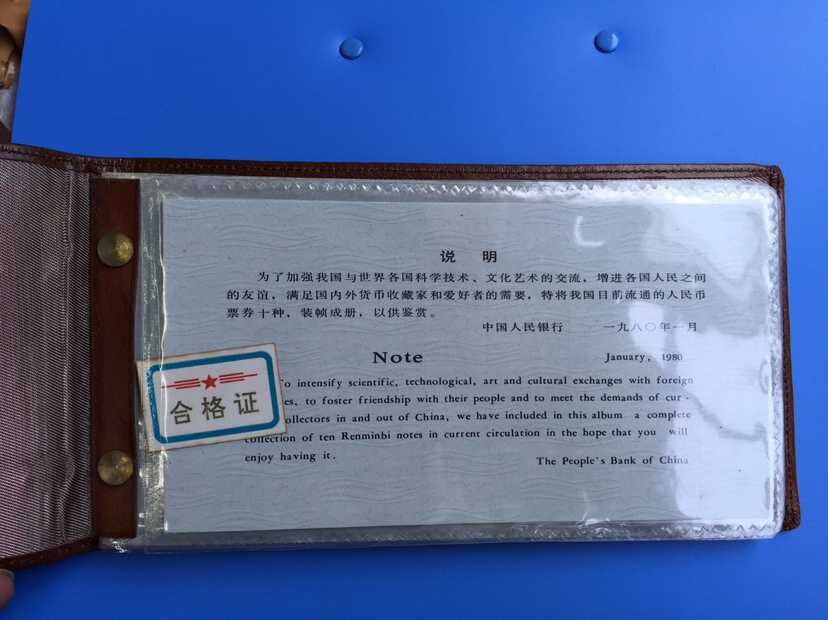 说明
为了加强我国与世界各国科学技术、文化艺术的交流，增进各国人民之间
的友谊，满足国内外货币收藏家和爱好者的需要，特将我国目前流通的人民币
票券十种，装帧成册，以供鉴赏。
中国人民银行 一九八〇年一月
Note January, 1980
To intensify scientific, technological, art and cultural exchanges with foreign
to foster friendship with their people and to meet the demands of cur-
collectors in and out of China, we have included in this album a complete
collection of ten Renminbi notes in current circulation in the hope that you will
enjoy having it. The People's Bank of China
合格证